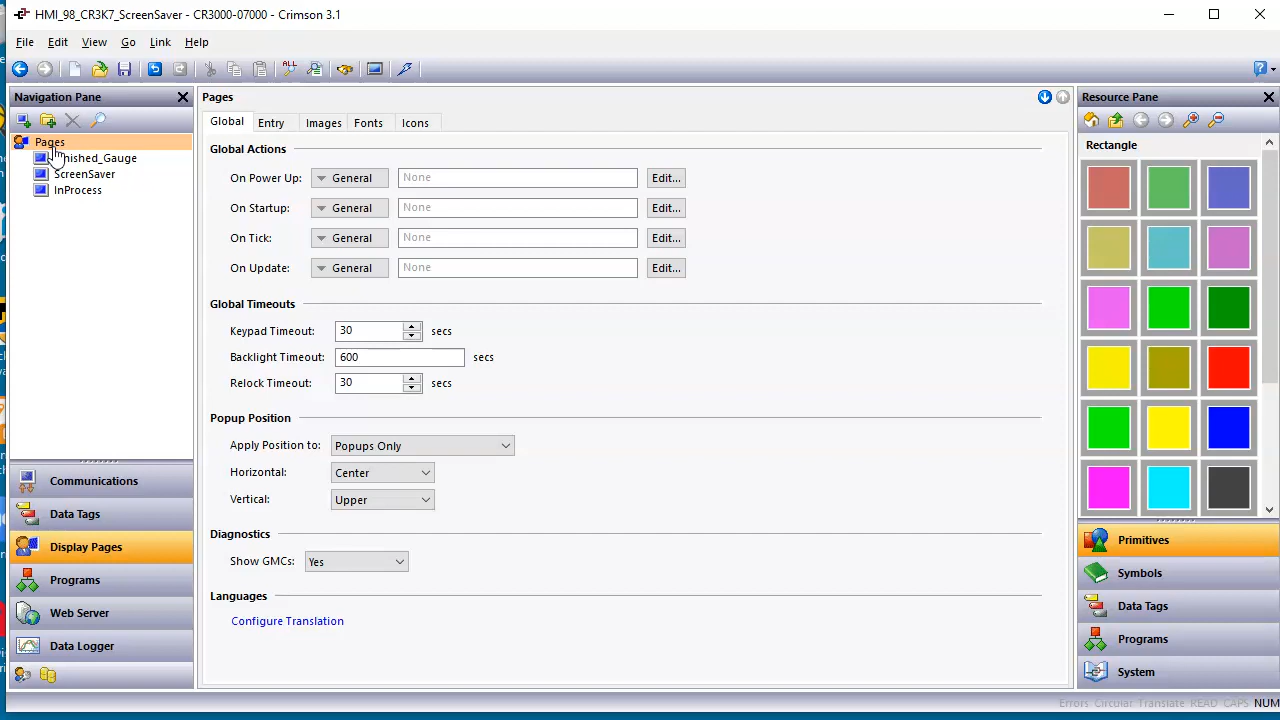 HMI_98_CR3K7_ScreenSaver - CR3000-07000 - Crimson 3.1
File Edit View Go Link Help
ALL
Navigation Pane
Pages
ScreenSaver
InProcess
Communications
Data Tags
Display Pages
Programs
Web Server
Data Logger
Pages
Global Entry Images Fonts Icons
Global Actions
On Power Up: General None Edit...
On Startup: General None Edit...
On Tick: General None Edit...
On Update: General None Edit...
Global Timeouts
Keypad Timeout: 30 secs
Backlight Timeout: 600 secs
Relock Timeout: 30 secs
Popup Position
Apply Position to: Popups Only
Horizontal: Center
Vertical: Upper
Diagnostics
Show GMCs: Yes
Languages
Configure Translation
Resource Pane
Rectangle
Primitives
Symbols
Data Tags
Programs
System
Errors Circular Translate READ CAPS NUM